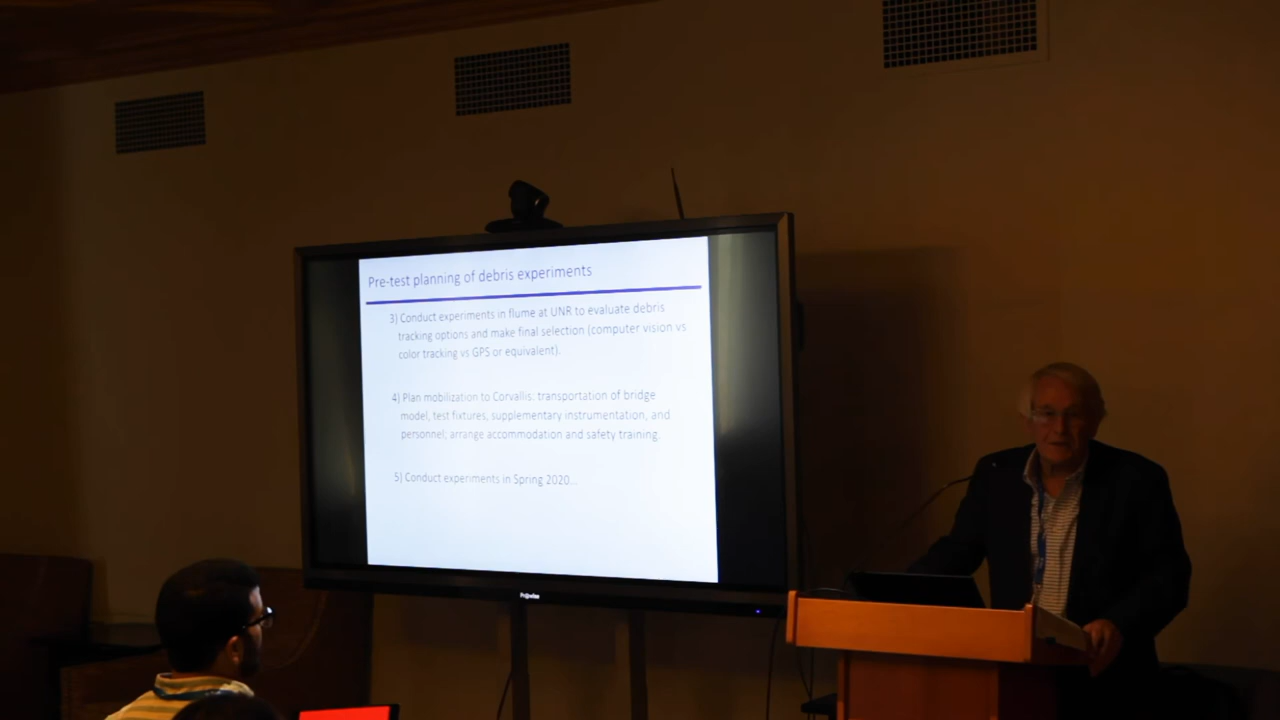 Pre-test planning of debris experiments
3) Conduct experiments in flume at UNR to evaluate debris
tracking options and make final selection (computer vision vs
color tracking vs GPS or equivalent).
4) Plan mobilization to Corvallis: transportation of bridge
model, test fixtures, supplementary instrumentation, and
personnel; arrange accommodation and safety training.
5) Conduct experiments in Spring 2020...
Prowise